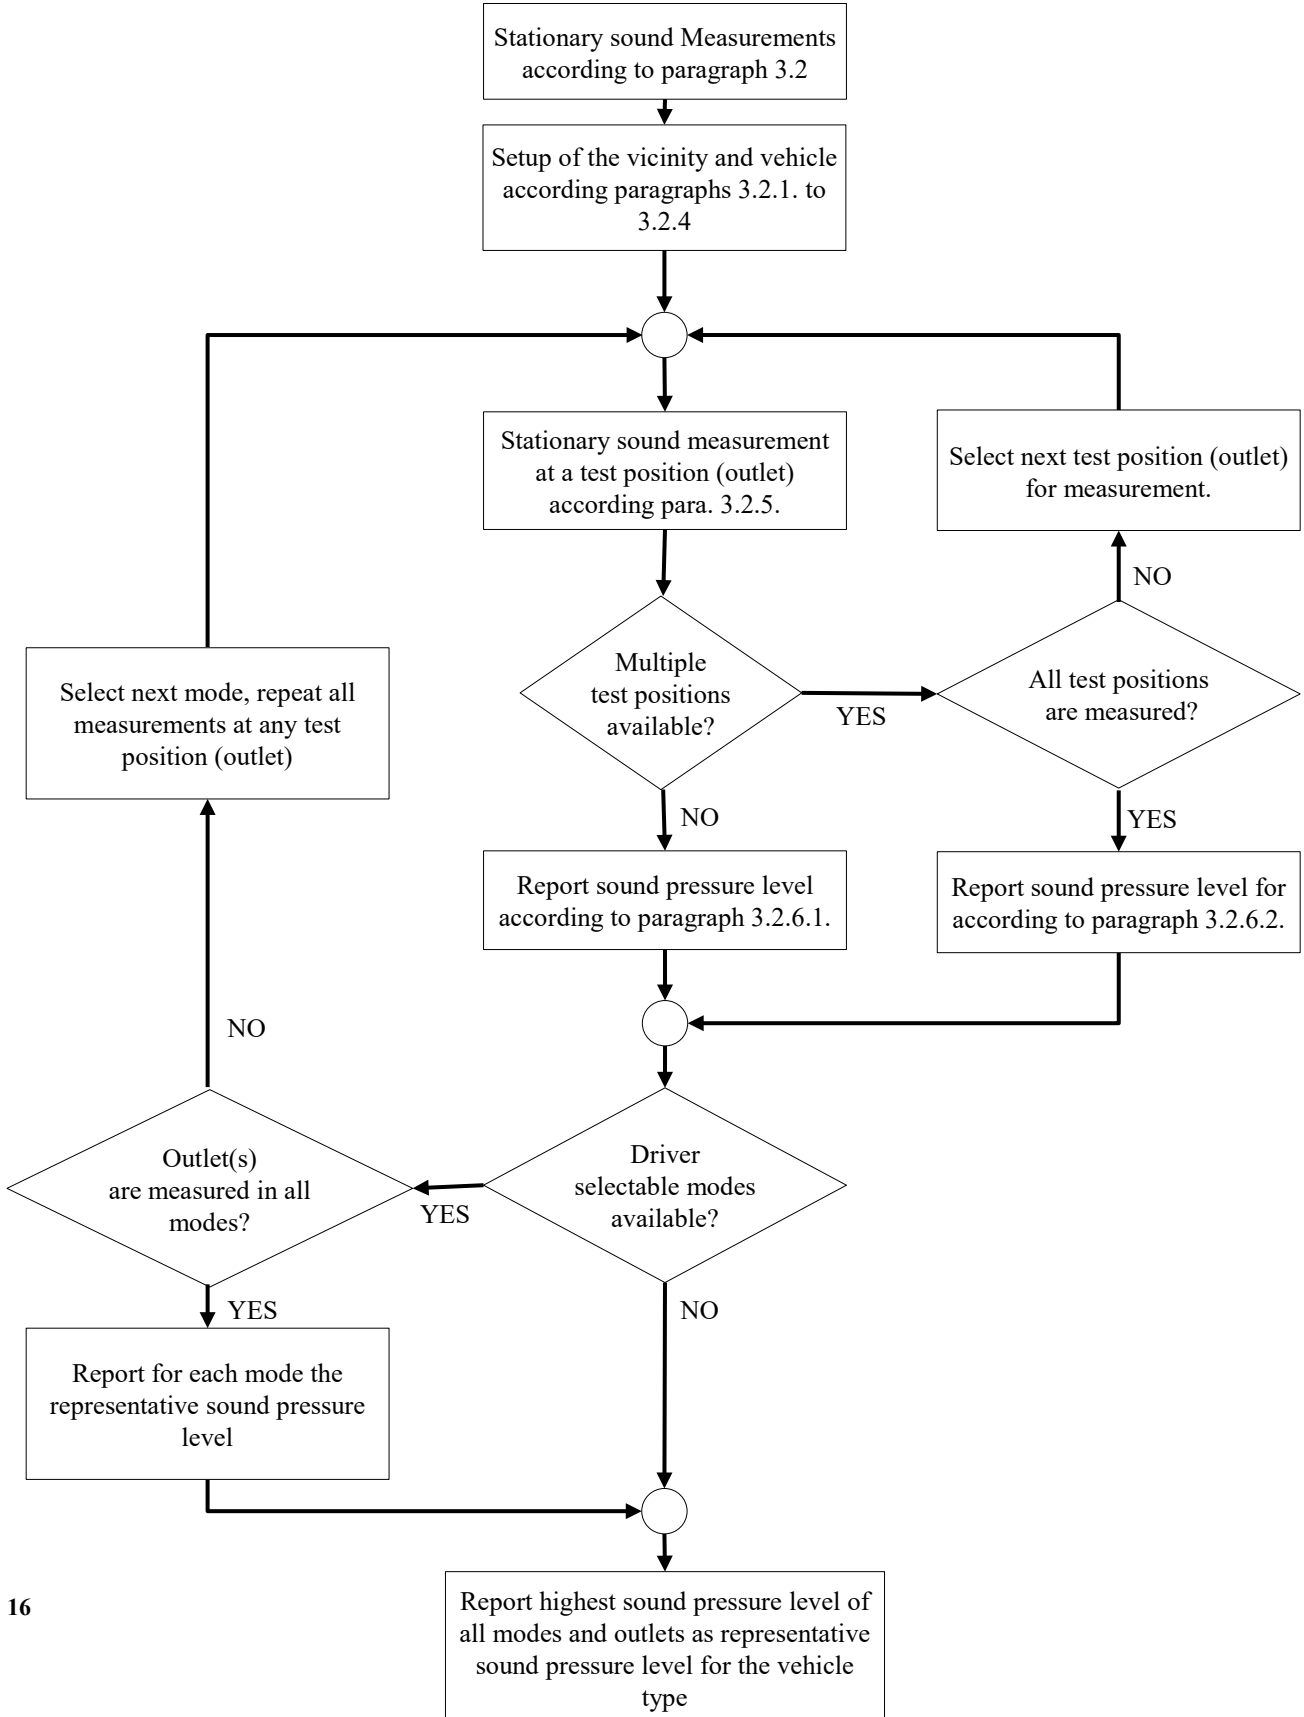 Stationary sound Measurements
according to paragraph 3.2
Setup of the vicinity and vehicle
according paragraphs 3.2.1. to
3.2.4
Stationary sound measurement
at a test position (outlet)
according para. 3.2.5.
Select next test position (outlet)
for measurement.
NO
Multiple
test positions
available?
YES
All test positions
are measured?
Select next mode, repeat all
measurements at any test
position (outlet)
NO
YES
Report sound pressure level
according to paragraph 3.2.6.1.
Report sound pressure level for
according to paragraph 3.2.6.2.
NO
Outlet(s)
are measured in all
modes?
YES
Driver
selectable modes
available?
YES
NO
Report for each mode the
representative sound pressure
level
16
Report highest sound pressure level of
all modes and outlets as representative
sound pressure level for the vehicle
type